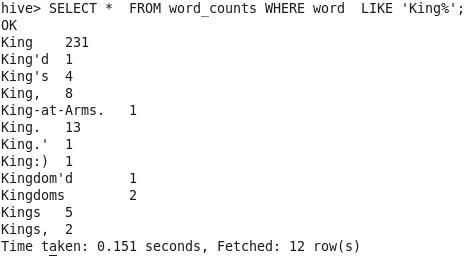 hive> SELECT *  FROM word_counts WHERE word  LIKE 'King%';
OK
King    231
King'd  1
King's  4
King,   8
King-at-Arms.   1
King.   13
King.'  1
King:)  1
Kingdom'd       1
Kingdoms        2
Kings   5
Kings,  2
Time taken: 0.151 seconds, Fetched: 12 row(s)